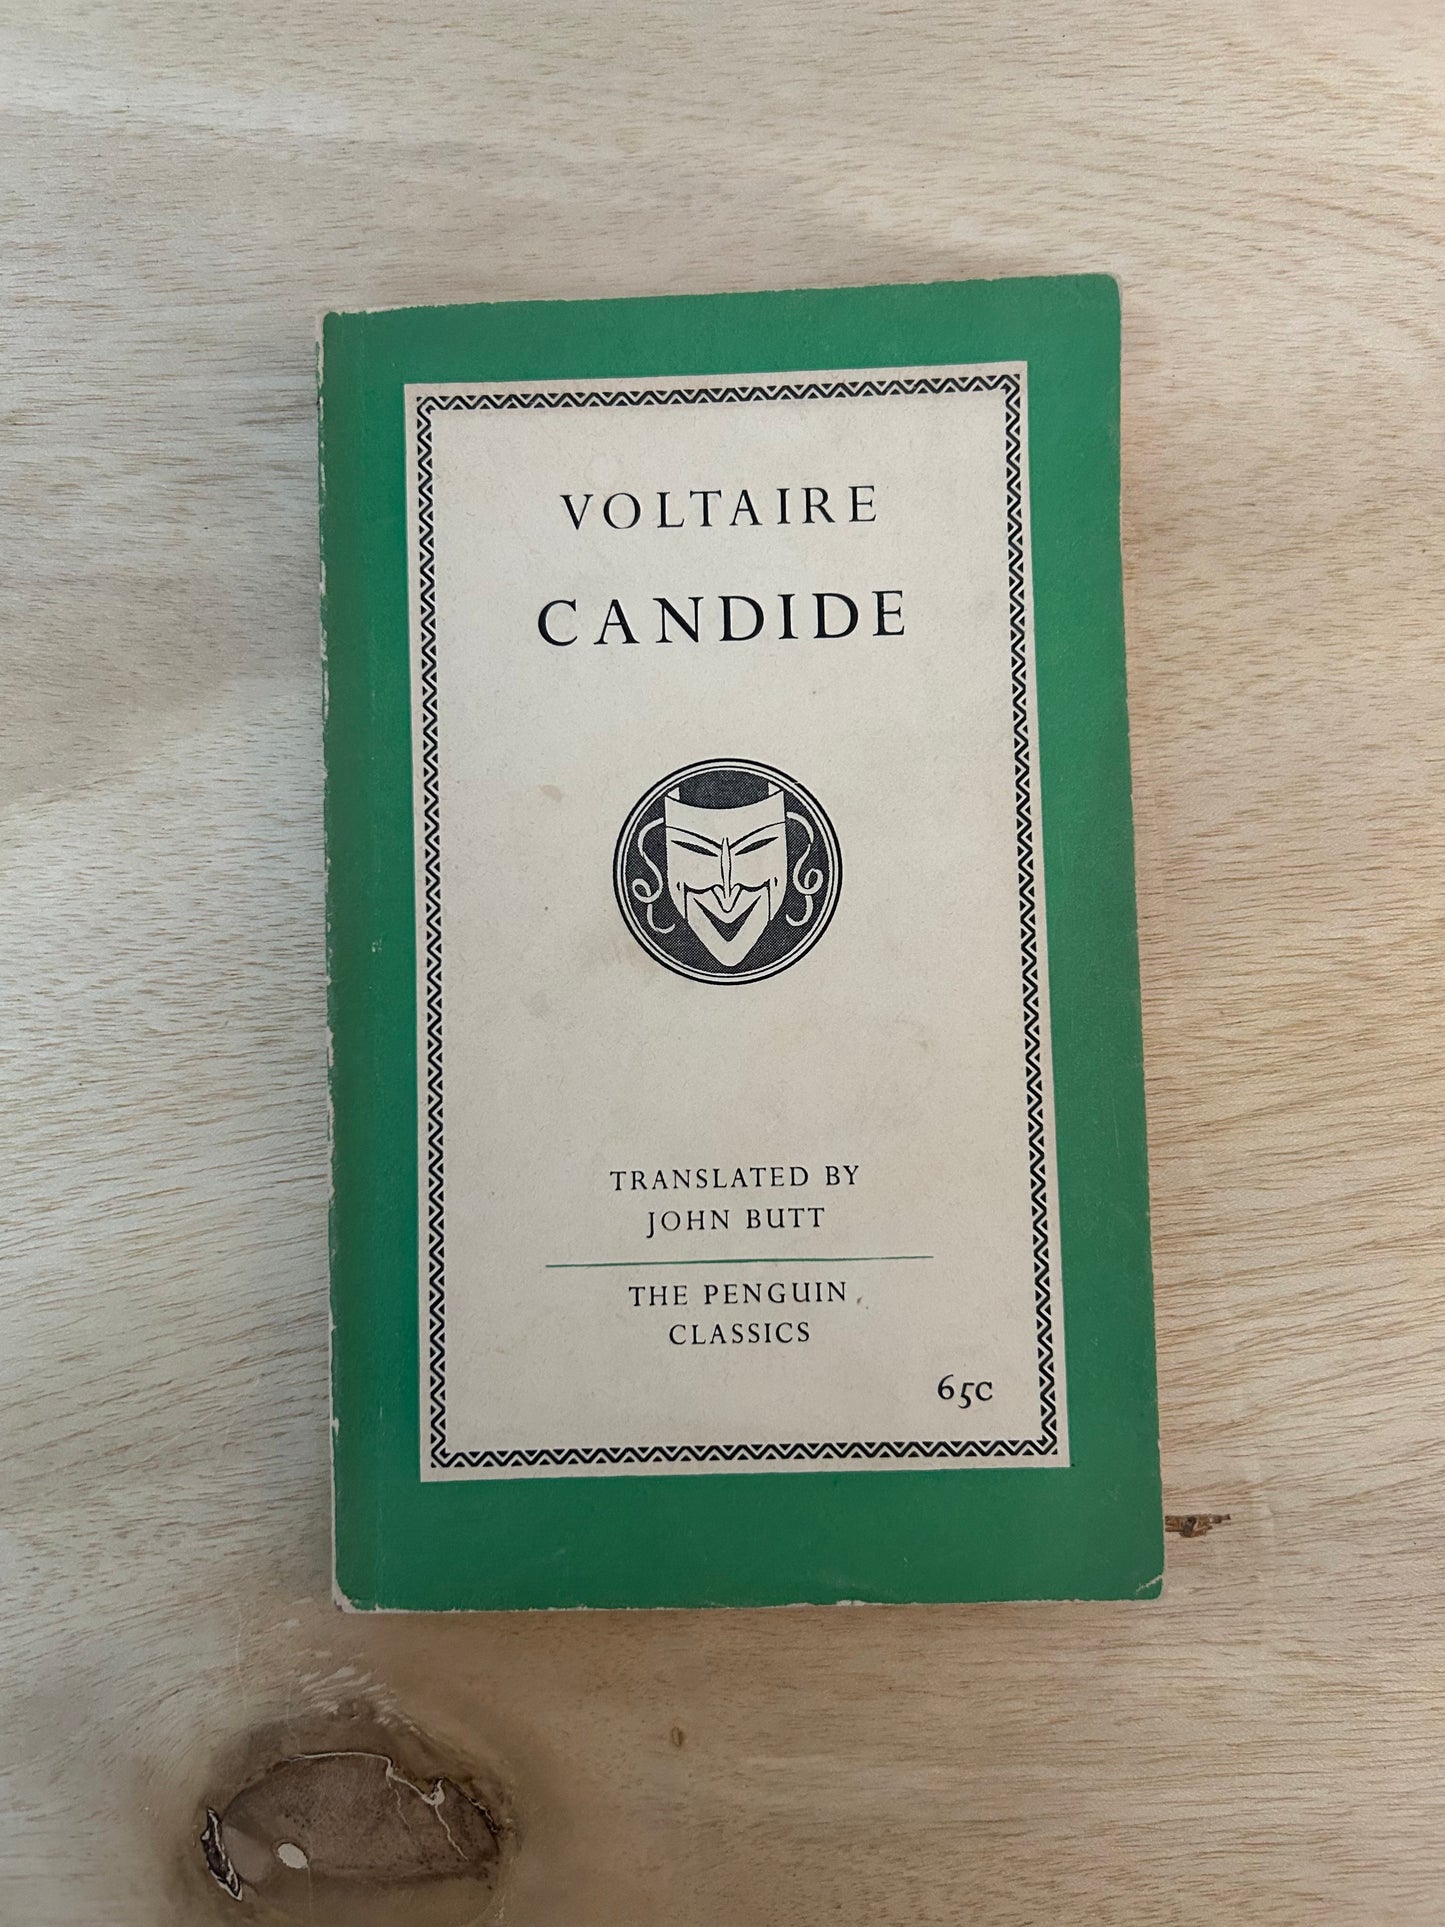 VOLTAIRE
CANDIDE
TRANSLATED BY
JOHN BUTT
THE PENGUIN
CLASSICS
65C